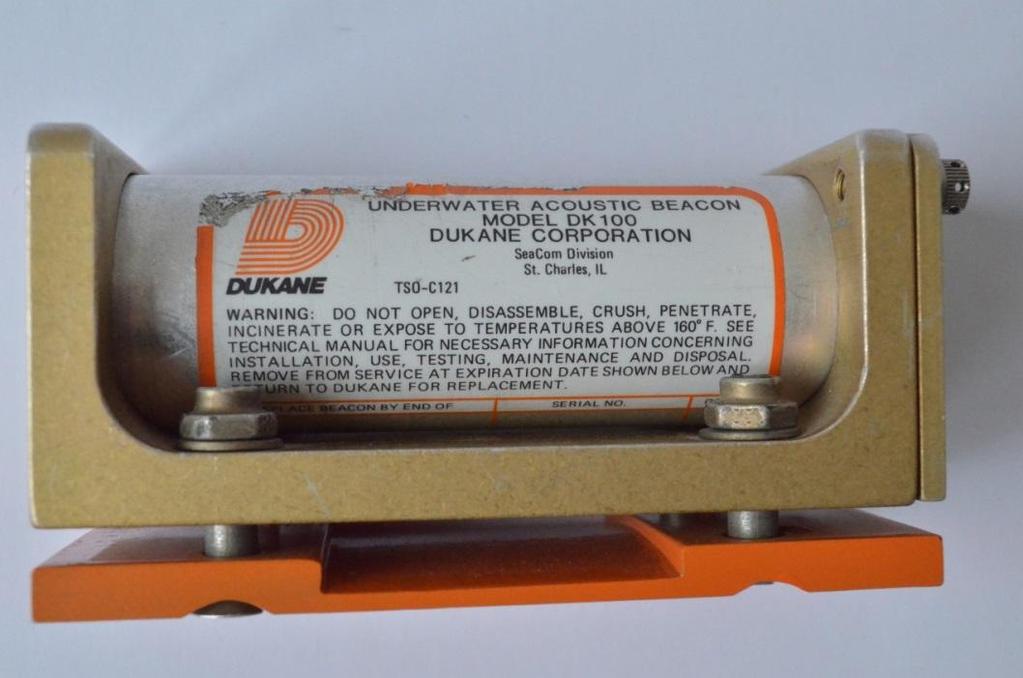 UNDERWATER ACOUSTIC BEACON
MODEL DK100
DUKANE CORPORATION
SeaCom Division
St. Charles, IL
DUKANE
TSO-C121
WARNING: DO NOT OPEN, DISASSEMBLE, CRUSH, PENETRATE,
INCINERATE OR EXPOSE TO TEMPERATURES ABOVE 160° F. SEE
TECHNICAL MANUAL FOR NECESSARY INFORMATION CONCERNING
INSTALLATION, USE, TESTING, MAINTENANCE AND DISPOSAL.
REMOVE FROM SERVICE AT EXPIRATION DATE SHOWN BELOW AND
TO DUKANE FOR REPLACEMENT.
BEACON BY END OF
SERIAL NO.